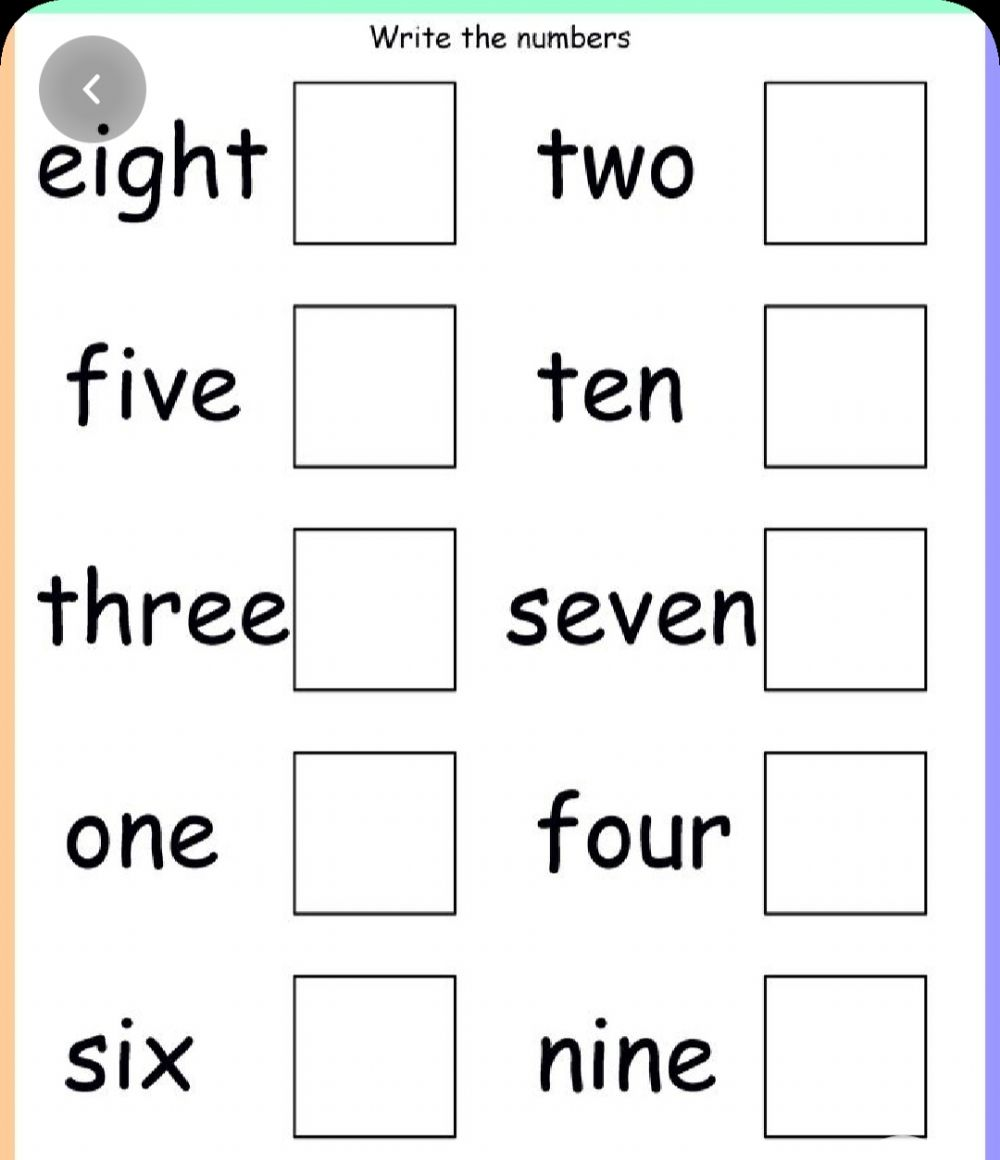 Write the numbers
eight two
five ten
three seven
one four
six nine